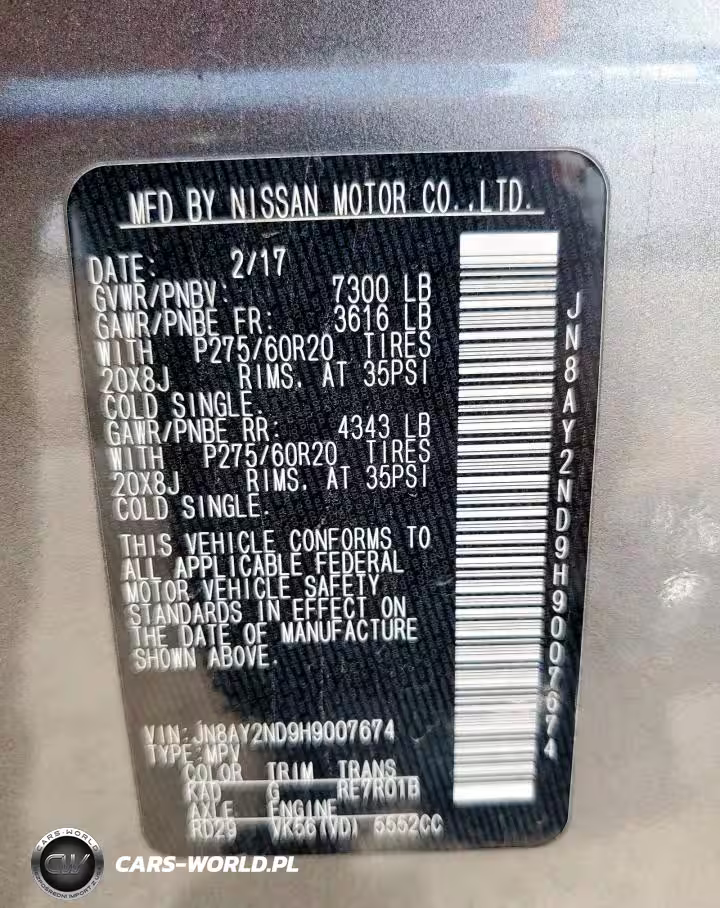 MFD BY NISSAN MOTOR CO.,LTD.
DATE: 2/17
GVWR/PNBV: 7300 LB
GAWR/PNBE FR: 3616 LB
WITH P275/60R20 TIRES
20X8J RIMS. AT 35PSI
COLD SINGLE.
GAWR/PNBE RR: 4343 LB
WITH P275/60R20 TIRES
20X8J RIMS. AT 35PSI
COLD SINGLE.
THIS VEHICLE CONFORMS TO
ALL APPLICABLE FEDERAL
MOTOR VEHICLE SAFETY
STANDARDS IN EFFECT ON
THE DATE OF MANUFACTURE
SHOWN ABOVE.
VIN: JN8AY2ND9H9007674
TYPE:MPV
COLOR TRIM TRANS
KAD G RE7R01B
AXLE ENGINE
RD29 VK56(VD) 5552CC
JN8AY2ND9H9007674
CARS-WORLD
CW
CARS-WORLD.PL